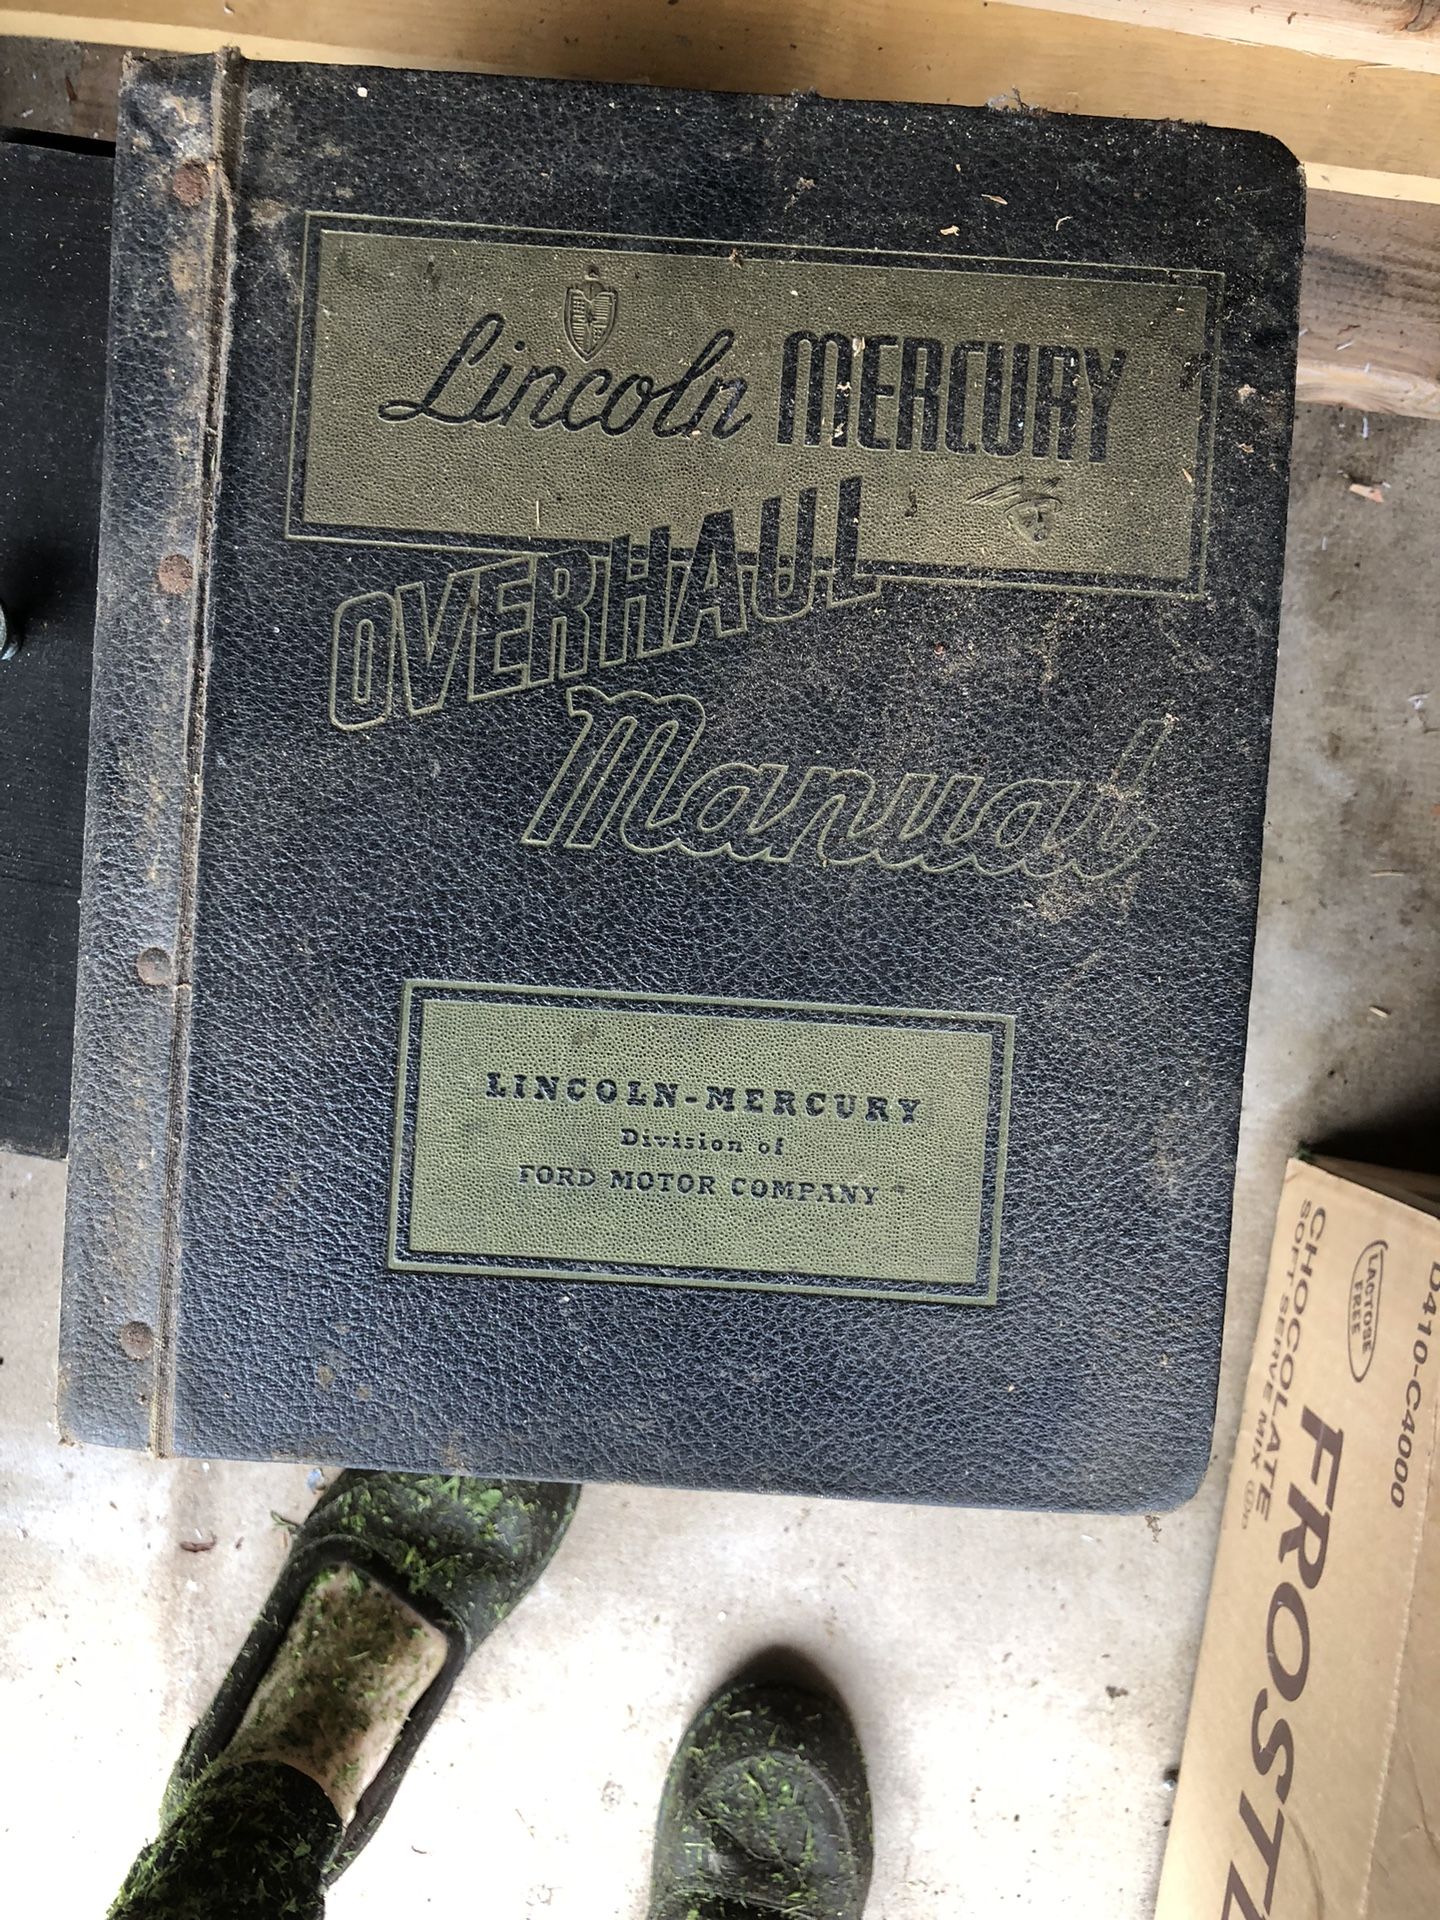 Lincoln MERCURY
OVERHAUL
Manual
LINCOLN-MERCURY
Division of
FORD MOTOR COMPANY
D410-C4000
LACTOSE
FREE
CHOCOLATE
SOFT SERVE MIX